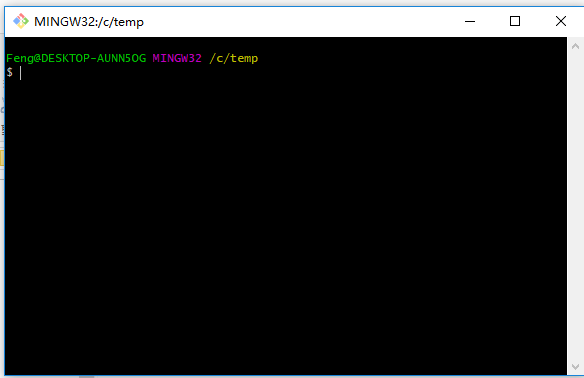 MINGW32:/c/temp
Feng@DESKTOP-AUNN5OG MINGW32 /c/temp
$